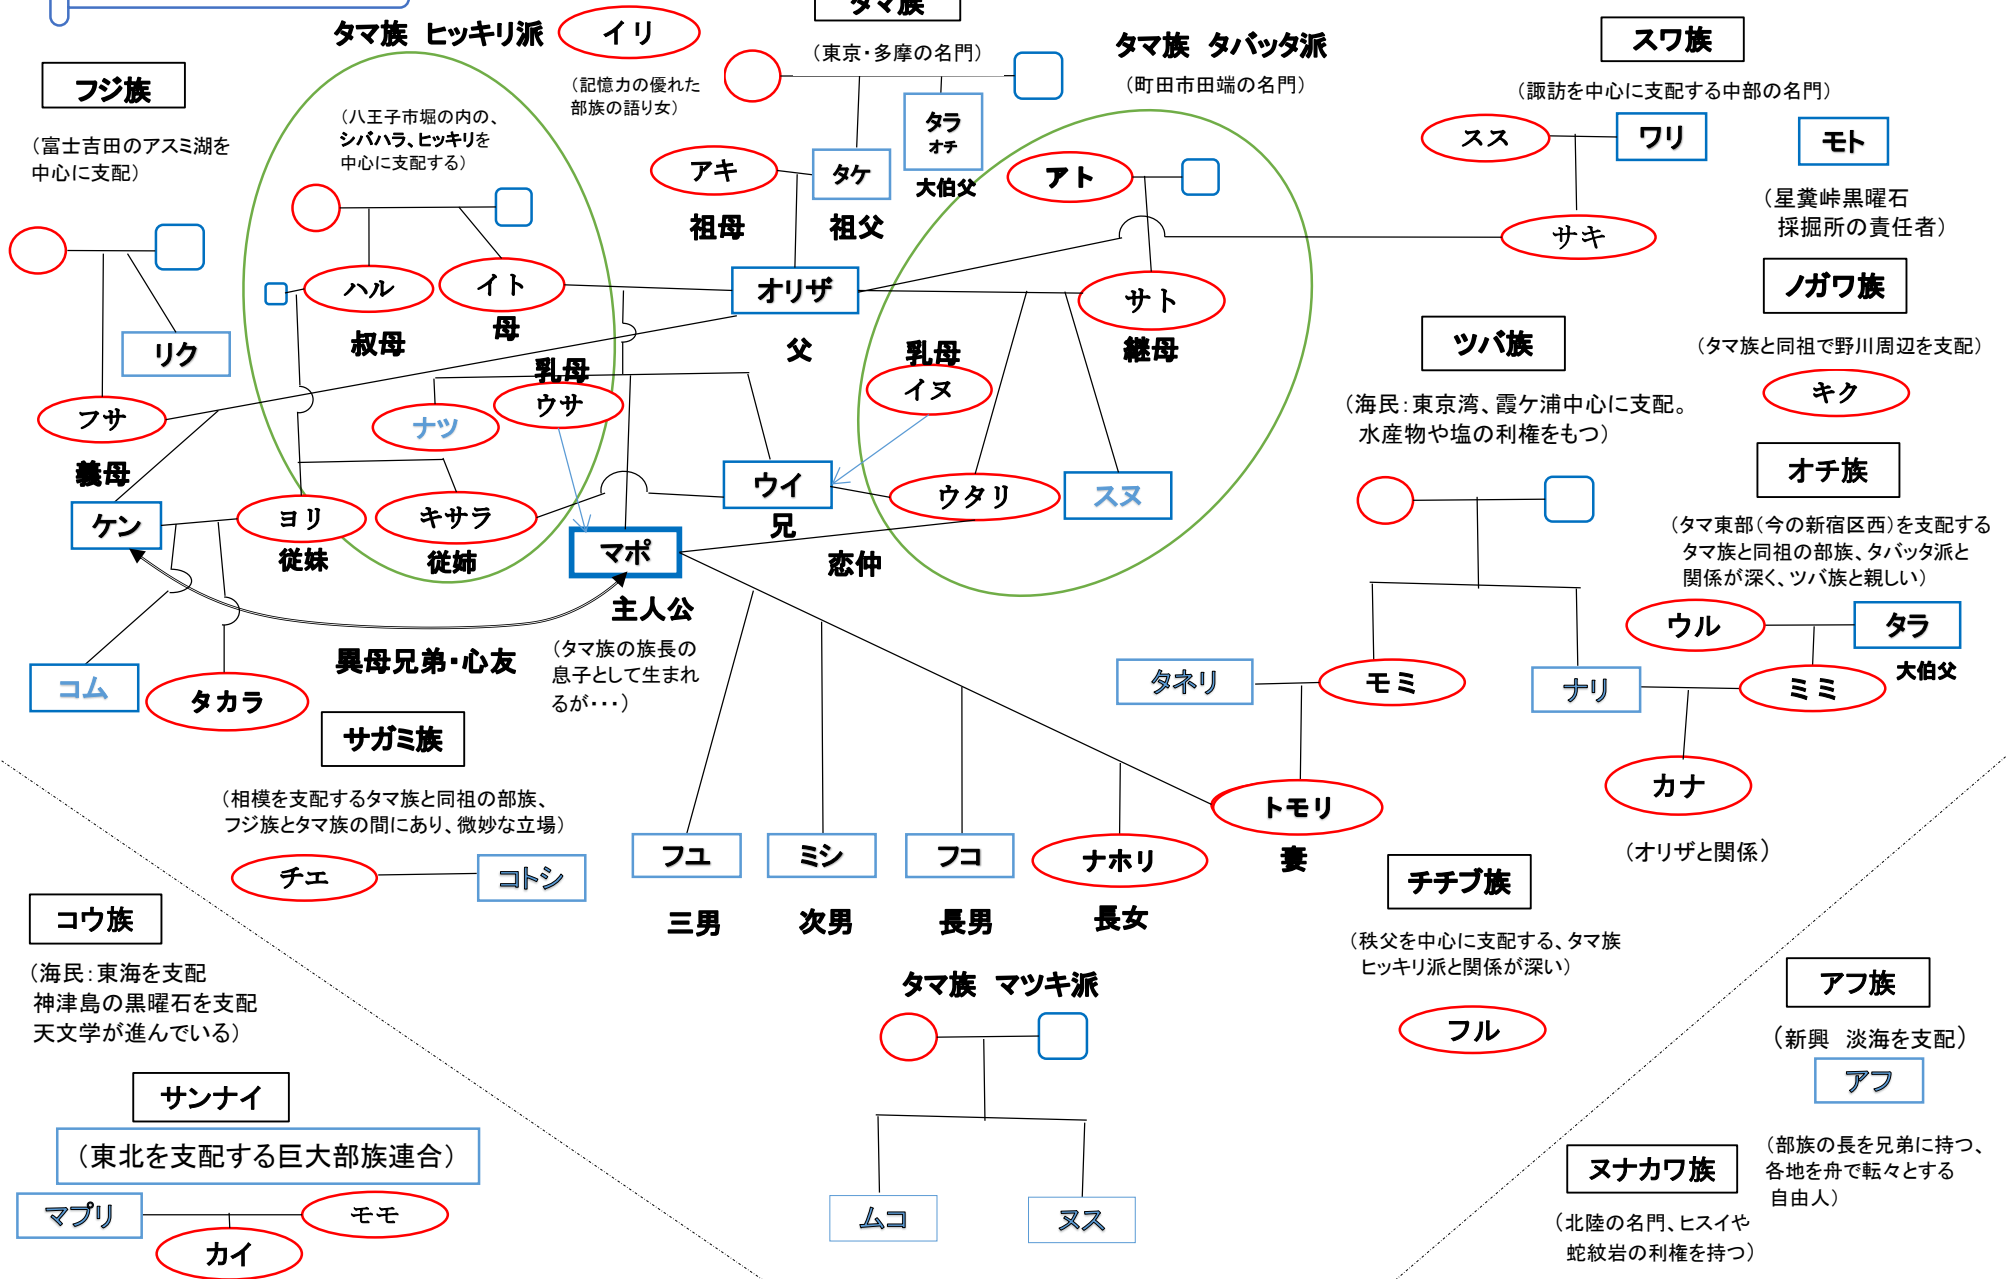 タマ族 ヒッキリ派
イリ
(記憶力の優れた
部族の語り女)
タマ族
(東京・多摩の名門)
タマ族 タバッタ派
(町田市田端の名門)
スワ族
(諏訪を中心に支配する中部の名門)
フジ族
(富士吉田のアスミ湖を
中心に支配)
(八王子市堀の内の、
シバハラ、ヒッキリを
中心に支配する)
アキ
祖母
タケ
祖父
タラ
オチ
大伯父
アト
スス
ワリ
モト
(星糞峠黒曜石
採掘所の責任者)
サキ
ハル
叔母
イト
母
オリザ
父
サト
継母
リク
フサ
義母
乳母
ウサ
ナツ
乳母
イヌ
ツバ族
(海民:東京湾、霞ケ浦中心に支配。
水産物や塩の利権をもつ)
ノガワ族
(タマ族と同祖で野川周辺を支配)
キク
オチ族
(タマ東部(今の新宿区西)を支配する
タマ族と同祖の部族、タバッタ派と
関係が深く、ツバ族と親しい)
ケン
ヨリ
従妹
キサラ
従姉
ウイ
兄
ウタリ
スヌ
マポ
主人公
恋仲
(タマ族の族長の
息子として生まれ
るが・・・)
異母兄弟・心友
コム
タカラ
ウル
タラ
大伯父
タネリ
モミ
ナリ
ミミ
カナ
(オリザと関係)
サガミ族
(相模を支配するタマ族と同祖の部族、
フジ族とタマ族の間にあり、微妙な立場)
チエ
コトシ
フユ
三男
ミシ
次男
フコ
長男
ナホリ
長女
トモリ
妻
チチブ族
(秩父を中心に支配する、タマ族
ヒッキリ派と関係が深い)
フル
コウ族
(海民:東海を支配
神津島の黒曜石を支配
天文学が進んでいる)
サンナイ
(東北を支配する巨大部族連合)
マプリ
モモ
カイ
タマ族 マツキ派
ムコ
ヌス
アフ族
(新興 淡海を支配)
アフ
(部族の長を兄弟に持つ、
各地を舟で転々とする
自由人)
ヌナカワ族
(北陸の名門、ヒスイや
蛇紋岩の利権を持つ)